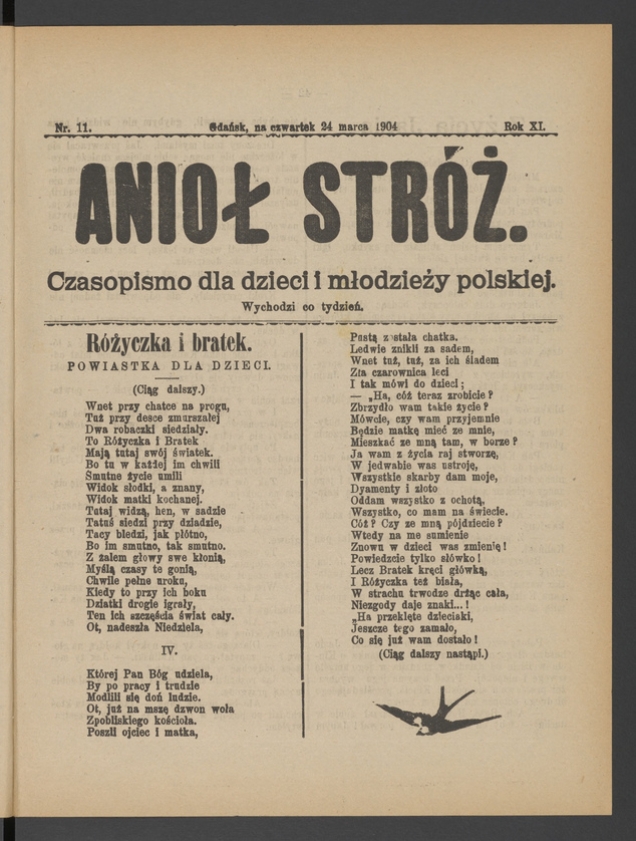 Nr. 11.
Gdańsk, na czwartek 24 marca 1904
Rok XI.
ANIOŁ STRÓŻ.
Czasopismo dla dzieci i młodzieży polskiej.
Wychodzi co tydzień.
Różyczka i bratek.
POWIASTKA DLA DZIECI.
(Ciąg dalszy.)
Wnet przy chatce na progu,
Tuż przy desce zmurszałej
Dwa robaczki siedziały.
To Różyczka i Bratek
Mają tutaj swój światek.
Bo tu w każdej im chwili
Smutne życie umili
Widok słodki, a znany,
Widok matki kochanej.
Tutaj widzą, hen, w sadzie
Tatuś siedzi przy dziadzie,
Tacy bledzi, jak płótno,
Bo im smutno, tak smutno.
Z żalem głowy swe kłonią,
Myślą czasy te gonią,
Chwile pełne uroku,
Kiedy to przy ich boku
Dziatki drogie igrały,
Ten ich szczęścia świat cały.
Ot, nadeszła Niedziela,
IV.
Której Pan Bóg udziela,
By po pracy i trudzie
Modlili się doń ludzie.
Ot, już na mszę dzwon woła
Zpobliskiego kościoła.
Poszli ojciec i matka,
Pustą została chatka.
Ledwie znikli za sadem,
Wnet tuż, tuż, za ich śladem
Zła czarownica leci
I tak mówi do dzieci;
— „Ha, cóż teraz zrobicie?
Zbrzydło wam takie życie?
Mówcie, czy wam przyjemnie
Będzie matkę mieć ze mnie,
Mieszkać ze mną tam, w borze?
Ja wam z życia raj stworzę,
W jedwabie was ustroję,
Wszystkie skarby dam moje,
Dyamenty i złoto
Oddam wszystko z ochotą.
Wszystko, co mam na świecie.
Cóż? Czy ze mną pójdziecie?
Wtedy na me sumienie
Znowu w dzieci was zmienię!
Powiedzcie tylko słówko!
Lecz Bratek kręci główką,
I Różyczka też biała,
W strachu trwodze drżąc cała,
Niezgody daje znaki...!
„Ha przeklęte dzieciaki,
Jeszcze tego zamało,
Co się już wam dostało!
(Ciąg dalszy nastąpi.)